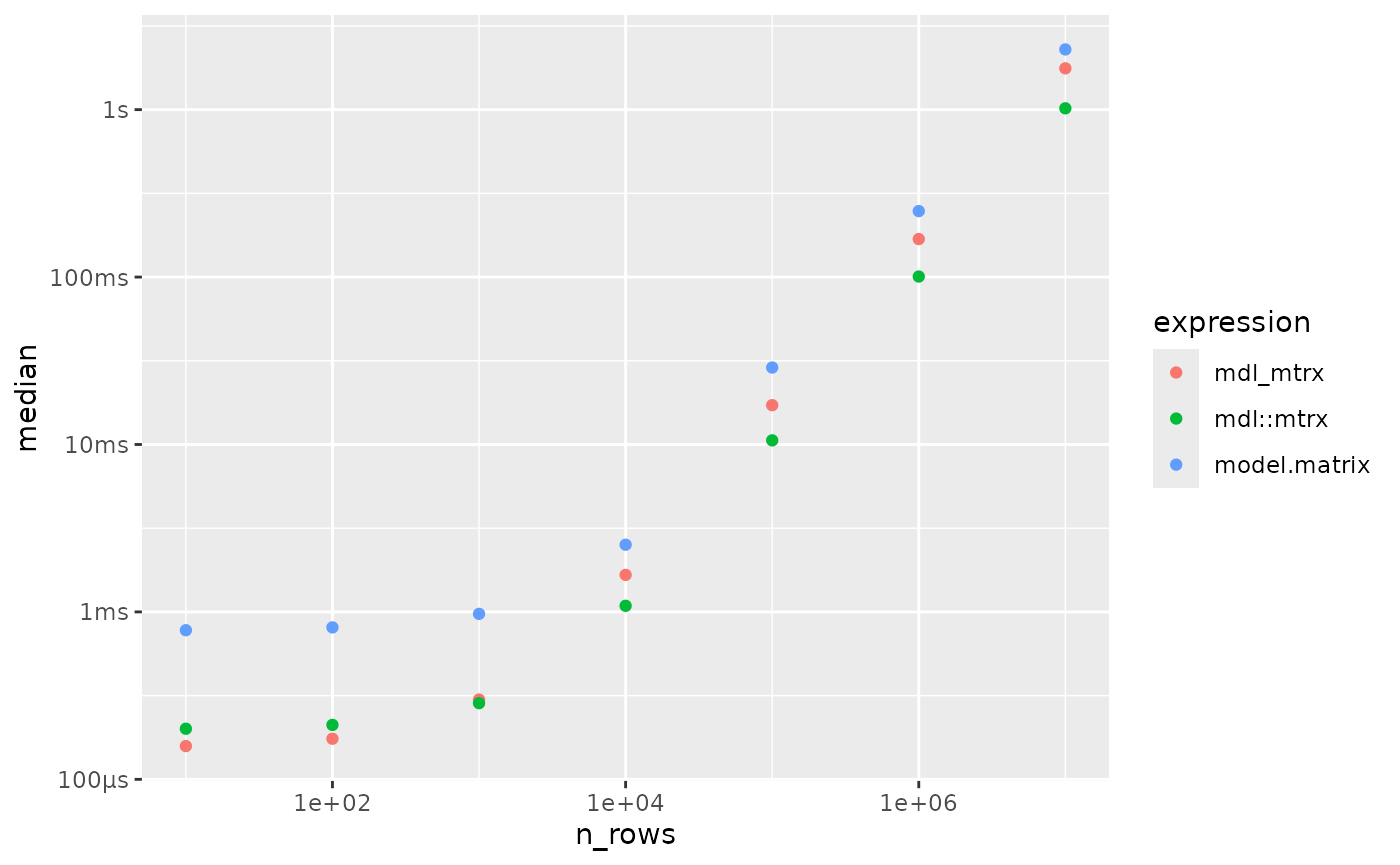 median
1s
100ms
10ms
1ms
100µs
1e+02
1e+04
1e+06
n_rows
expression
mdl_mtrx
mdl::mtrx
model.matrix